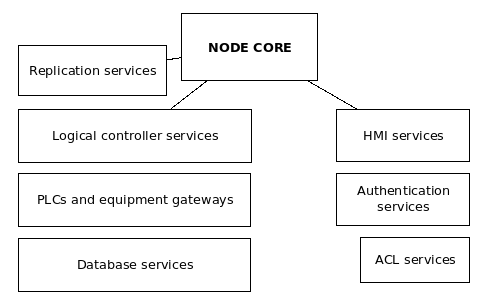 NODE CORE
Replication services
Logical controller services
HMI services
PLCs and equipment gateways
Authentication
services
Database services
ACL services